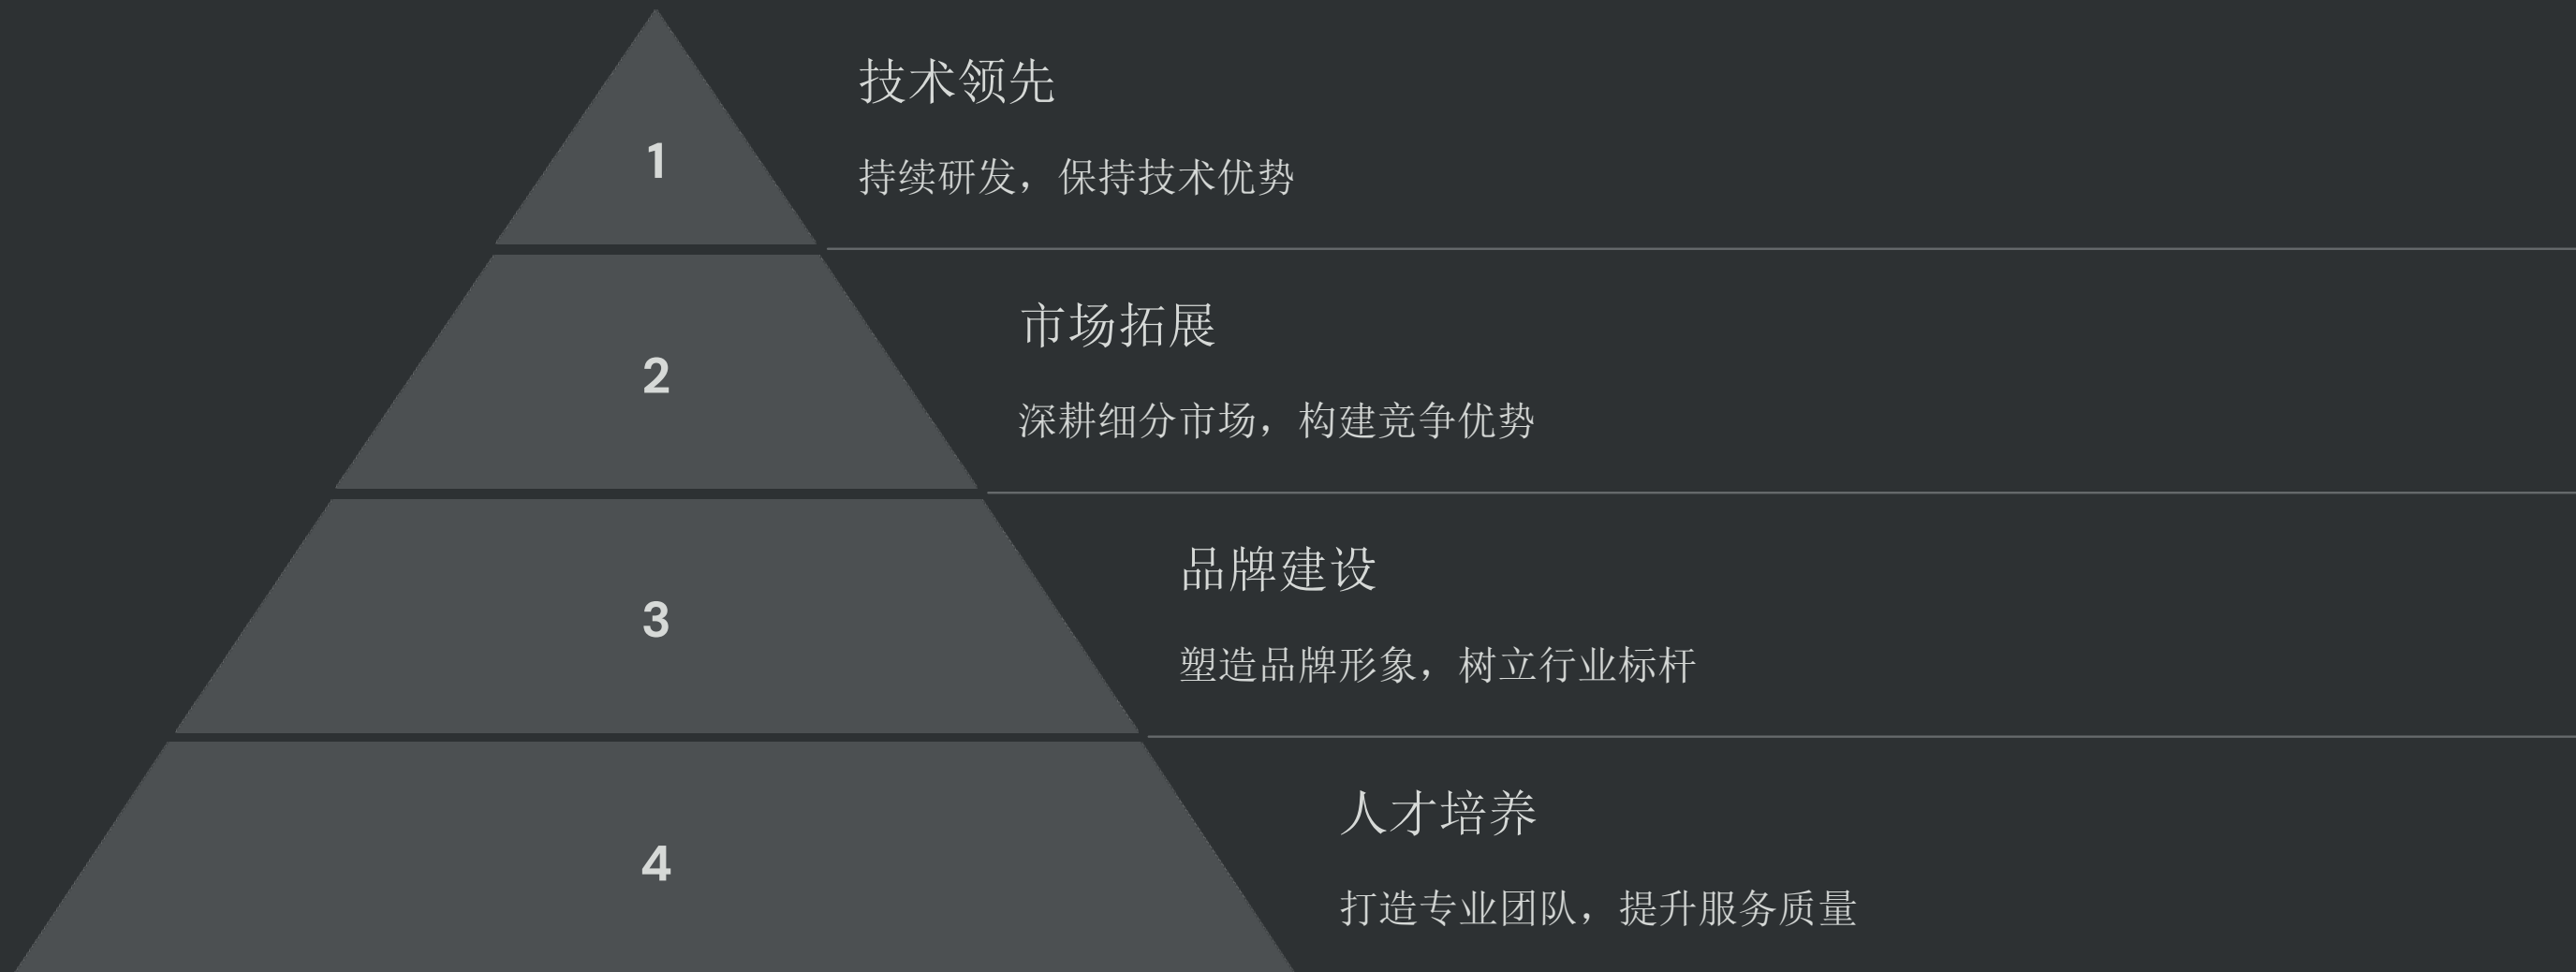 1
技术领先
持续研发，保持技术优势
2
市场拓展
深耕细分市场，构建竞争优势
3
品牌建设
塑造品牌形象，树立行业标杆
4
人才培养
打造专业团队，提升服务质量